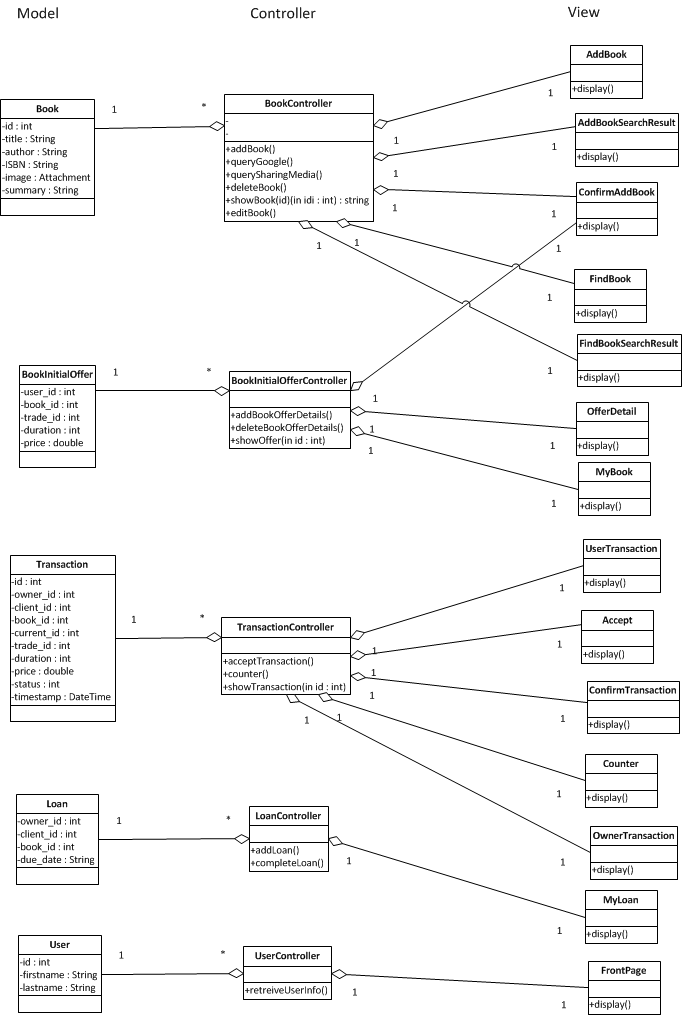 Model
Controller
View
Book
-id : int
-title : String
-author : String
-ISBN : String
-image : Attachment
-summary : String
1
*
BookController
-
-
+addBook()
+queryGoogle()
+querySharingMedia()
+deleteBook()
+showBook(id)(in idi : int) : string
+editBook()
1
1
1
1
1
AddBook
+display()
1
AddBookSearchResult
+display()
1
ConfirmAddBook
+display()
1
1
FindBook
+display()
1
FindBookSearchResult
+display()
1
BookInitialOffer
-user_id : int
-book_id : int
-trade_id : int
-duration : int
-price : double
1
*
BookInitialOfferController
+addBookOfferDetails()
+deleteBookOfferDetails()
+showOffer(in id : int)
1
1
1
OfferDetail
+display()
1
MyBook
+display()
1
Transaction
-id : int
-owner_id : int
-client_id : int
-book_id : int
-current_id : int
-trade_id : int
-duration : int
-price : double
-status : int
-timestamp : DateTime
1
*
TransactionController
+acceptTransaction()
+counter()
+showTransaction(in id : int)
1
1
1
1
1
UserTransaction
+display()
1
Accept
+display()
1
ConfirmTransaction
+display()
1
Counter
+display()
1
OwnerTransaction
+display()
1
Loan
-owner_id : int
-client_id : int
-book_id : int
-due_date : String
1
*
LoanController
+addLoan()
+completeLoan()
1
MyLoan
+display()
1
User
-id : int
-firstname : String
-lastname : String
1
*
UserController
+retreiveUserInfo()
1
FrontPage
+display()
1